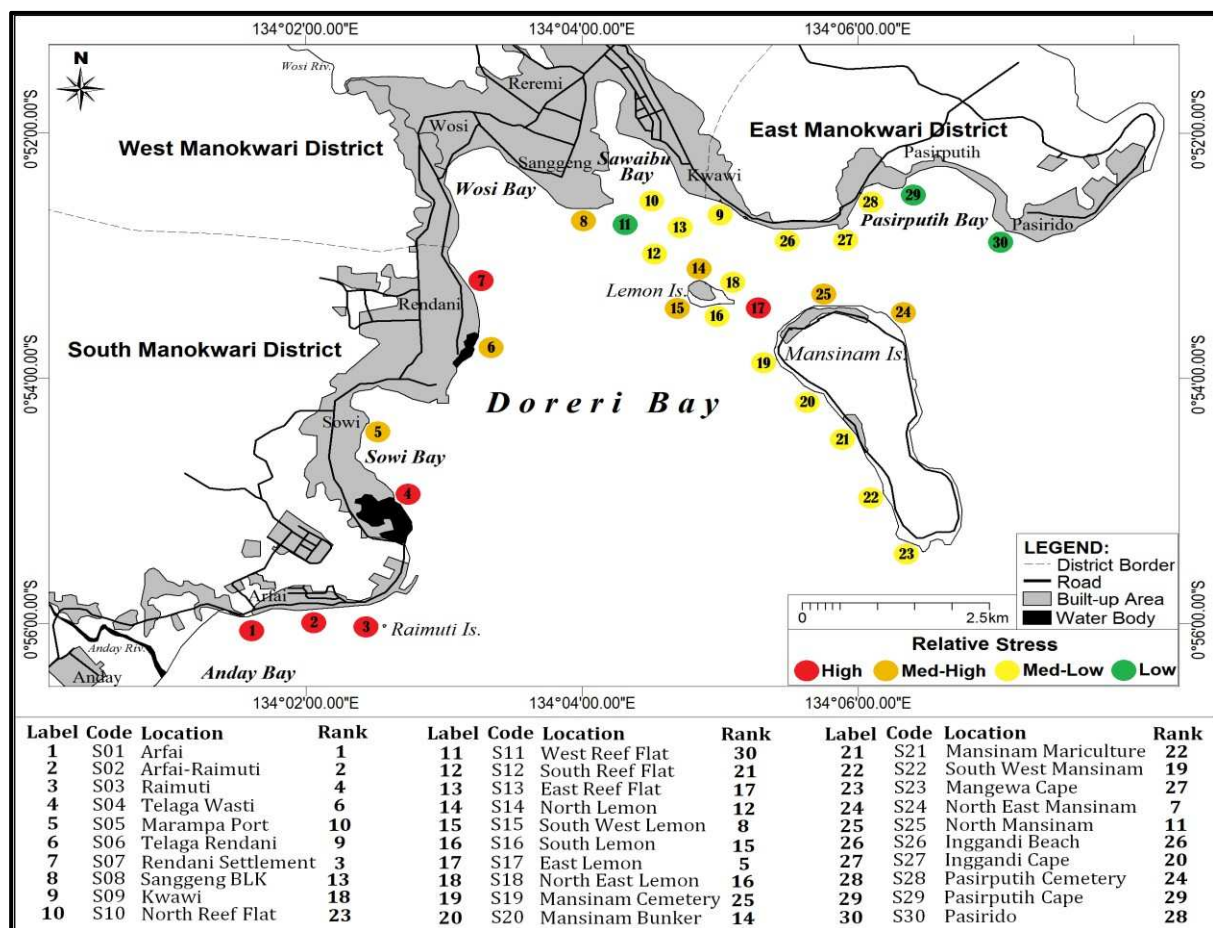 134°02'00.00"E 134°04'00.00"E 134°06'00.00"E
N
Wosi Riv.
Reremi
Wosi
West Manokwari District
East Manokwari District
0°52'00.00"S
0°52'00.00"S
Sanggeng
Sawaibu
Bay
Kwawi
Pasirputih
Wosi Bay
10
9
28
29
Pasirputih Bay
Pasirido
8
11
13
12
26
27
30
14
7
18
25
Lemon Is.
15
16
17
24
Rendani
6
South Manokwari District
Mansinam Is.
19
0°54'00.00"S
0°54'00.00"S
Doreri Bay
20
Sowi
5
Sowi Bay
21
4
22
23
LEGEND:
District Border
Road
Built-up Area
Water Body
2.5km
0
Arfai
1
2
3
Raimuti Is.
0°56'00.00"S
0°56'00.00"S
Anday Riv.
Anday
Anday Bay
Relative Stress
High Med-High Med-Low Low
134°02'00.00"E 134°04'00.00"E 134°06'00.00"E
Label Code Location Rank Label Code Location Rank Label Code Location Rank
1 S01 Arfai 1 11 S11 West Reef Flat 30 21 S21 Mansinam Mariculture 22
2 S02 Arfai-Raimuti 2 12 S12 South Reef Flat 21 22 S22 South West Mansinam 19
3 S03 Raimuti 4 13 S13 East Reef Flat 17 23 S23 Mangewa Cape 27
4 S04 Telaga Wasti 6 14 S14 North Lemon 12 24 S24 North East Mansinam 7
5 S05 Marampa Port 10 15 S15 South West Lemon 8 25 S25 North Mansinam 11
6 S06 Telaga Rendani 9 16 S16 South Lemon 15 26 S26 Inggandi Beach 26
7 S07 Rendani Settlement 3 17 S17 East Lemon 5 27 S27 Inggandi Cape 20
8 S08 Sanggeng BLK 13 18 S18 North East Lemon 16 28 S28 Pasirputih Cemetery 24
9 S09 Kwawi 18 19 S19 Mansinam Cemetery 25 29 S29 Pasirputih Cape 29
10 S10 North Reef Flat 23 20 S20 Mansinam Bunker 14 30 S30 Pasirido 28